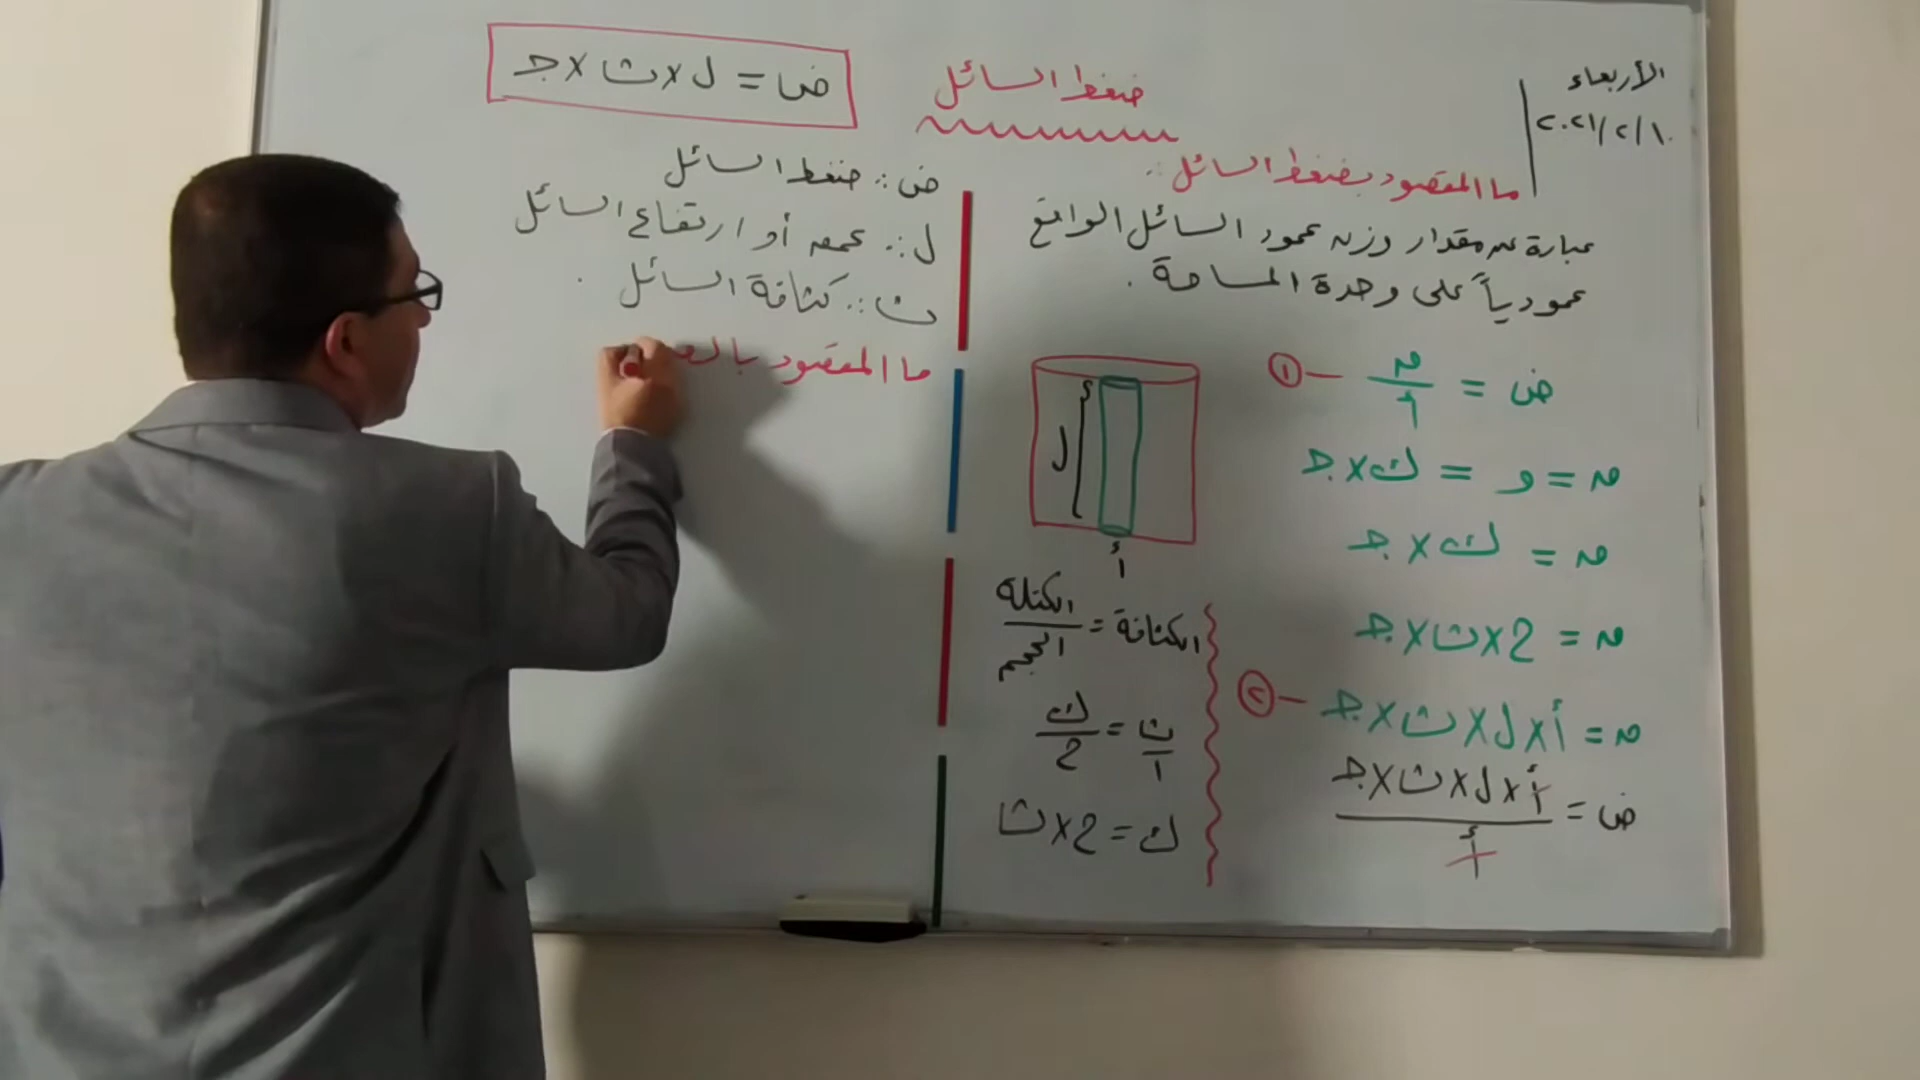 الأربعاء
٢٠٢١/٢/١٠
ضغط السائل
ما المقصود بضغط السائل :.
عبارة عن مقدار وزن عمود السائل الواقع
عمودياً على وحدة المساحة .
ض = م/أ — ①
م = و = ك × جـ
م = ك × جـ
م = ح × ث × جـ
م = أ × ل × ث × جـ — ②
ض = أ × ل × ث × جـ / أ
ل
أ
الكثافة = الكتلة / الحجم
ث/١ = ك/ح
ك = ح × ث
ض = ل × ث × جـ
ض :. ضغط السائل
ل :. عمق أو ارتفاع السائل
ث :. كثافة السائل .
ما المقصود